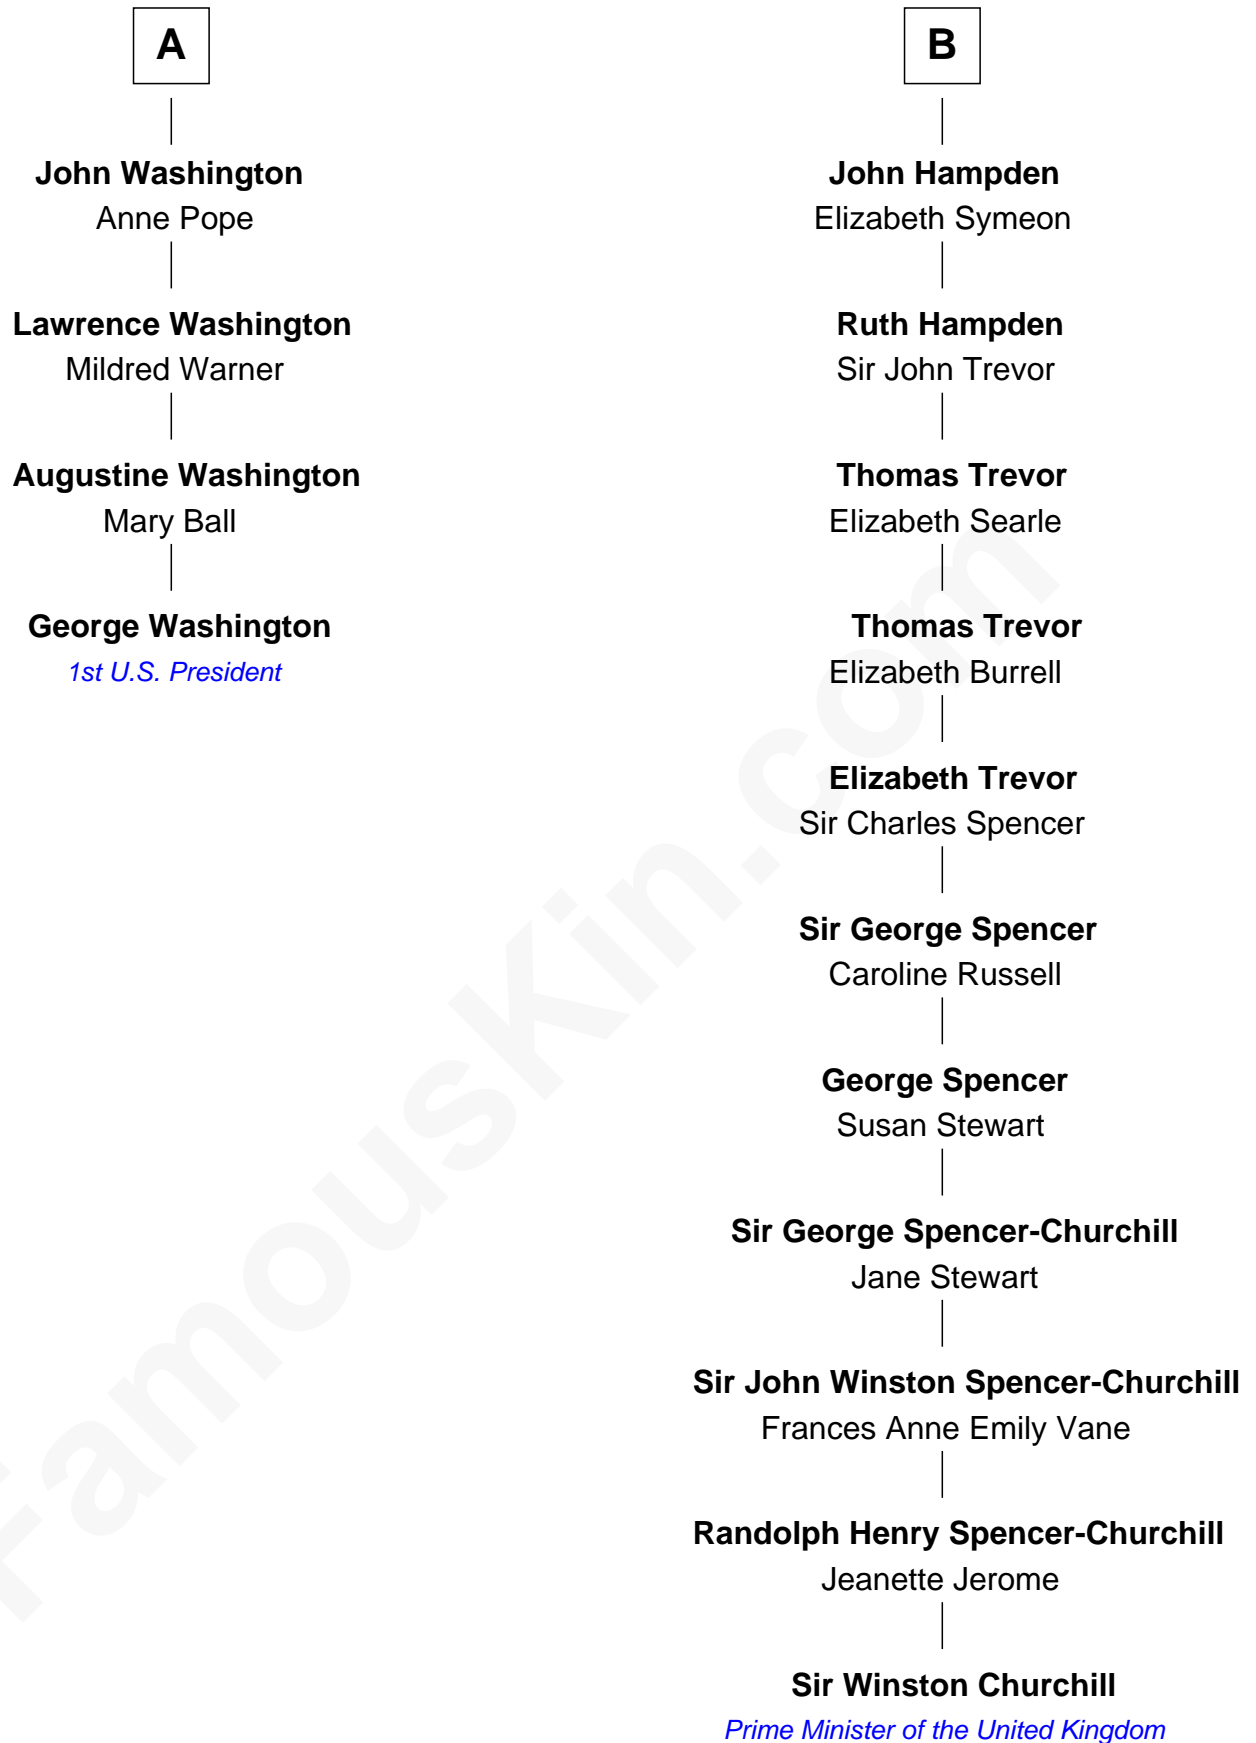 A
John Washington
Anne Pope
Lawrence Washington
Mildred Warner
Augustine Washington
Mary Ball
George Washington
1st U.S. President
B
John Hampden
Elizabeth Symeon
Ruth Hampden
Sir John Trevor
Thomas Trevor
Elizabeth Searle
Thomas Trevor
Elizabeth Burrell
Elizabeth Trevor
Sir Charles Spencer
Sir George Spencer
Caroline Russell
George Spencer
Susan Stewart
Sir George Spencer-Churchill
Jane Stewart
Sir John Winston Spencer-Churchill
Frances Anne Emily Vane
Randolph Henry Spencer-Churchill
Jeanette Jerome
Sir Winston Churchill
Prime Minister of the United Kingdom
FamousKin.com